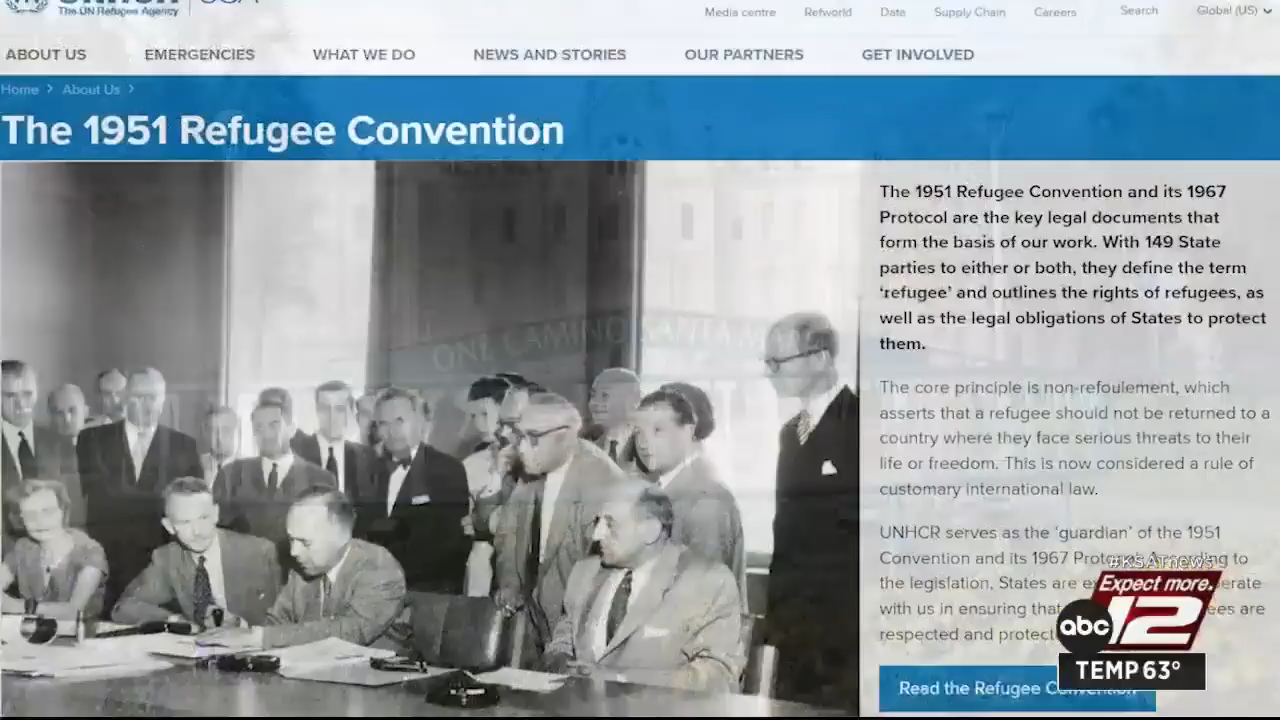 The UN Refugee Agency
USA
Media centre
Refworld
Data
Supply Chain
Careers
Search
Global (US)
ABOUT US
EMERGENCIES
WHAT WE DO
NEWS AND STORIES
OUR PARTNERS
GET INVOLVED
Home
About Us
The 1951 Refugee Convention
The 1951 Refugee Convention and its 1967
Protocol are the key legal documents that
form the basis of our work. With 149 State
parties to either or both, they define the term
‘refugee’ and outlines the rights of refugees, as
well as the legal obligations of States to protect
them.
The core principle is non-refoulement, which
asserts that a refugee should not be returned to a
country where they face serious threats to their
life or freedom. This is now considered a rule of
customary international law.
UNHCR serves as the ‘guardian’ of the 1951
Convention and its 1967 to
the legislation, States are
with us in ensuring that are
respected and
Read the Refugee Convention
ONE CAMINO SANTA
#KSATnews
Expect more.
abc 12
TEMP 63°